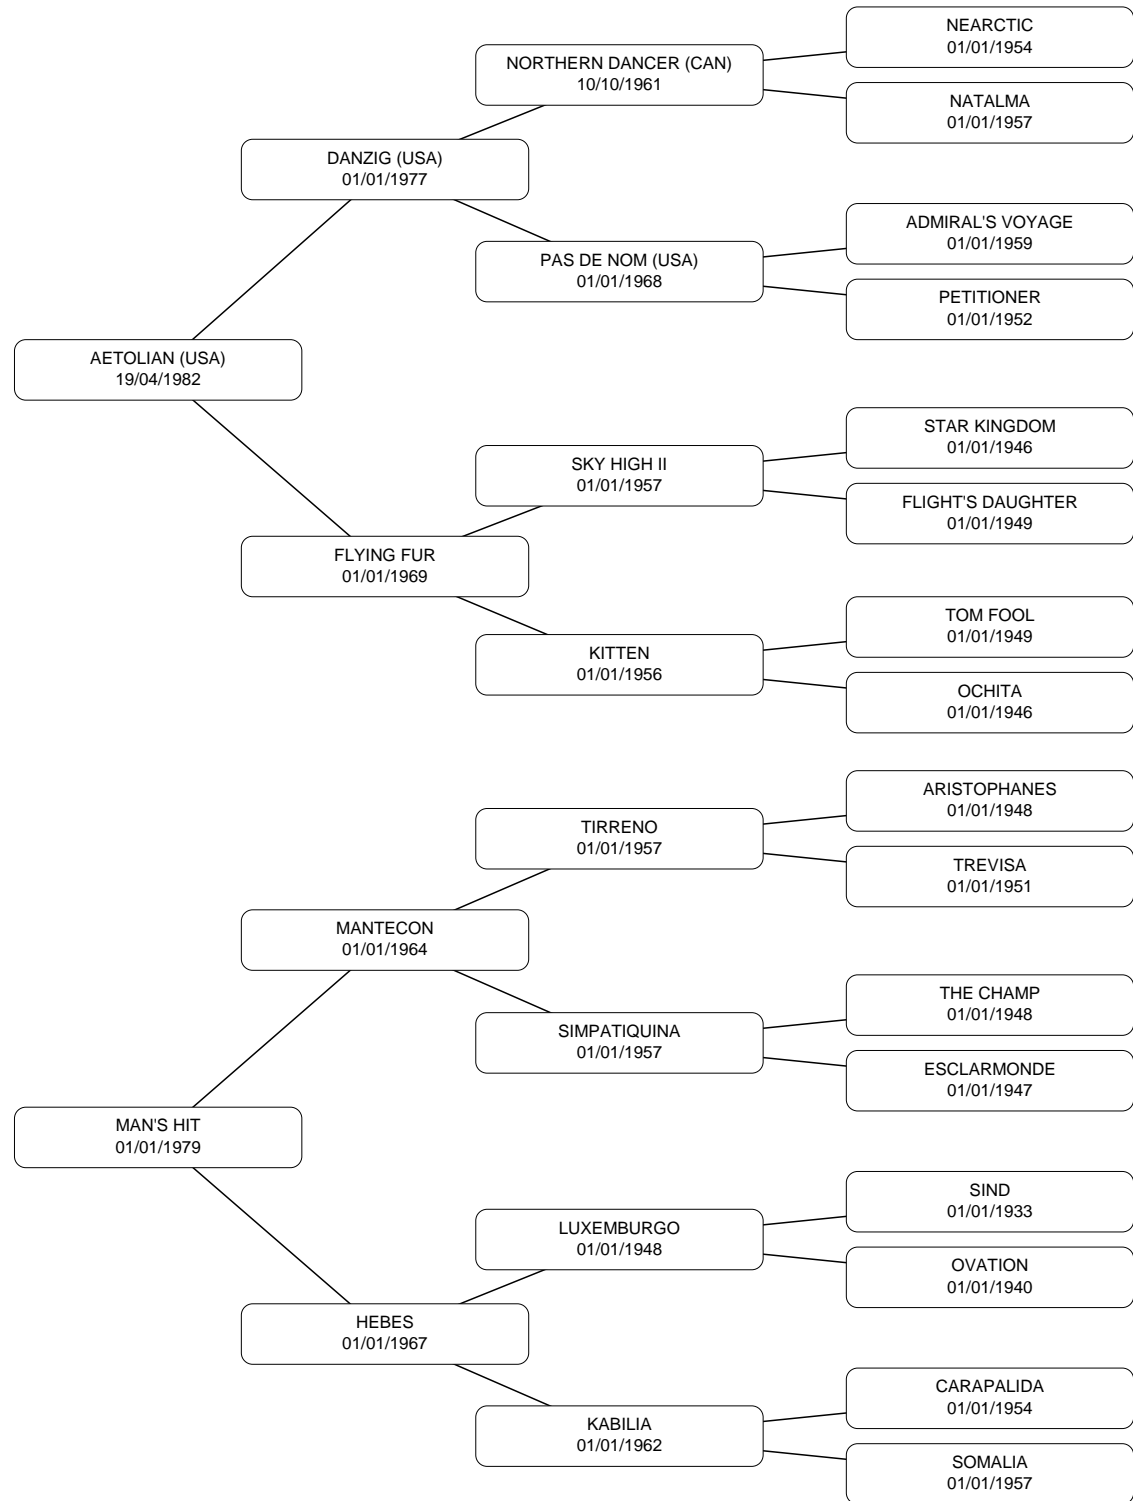 NEARCTIC
01/01/1954
NORTHERN DANCER (CAN)
10/10/1961
NATALMA
01/01/1957
DANZIG (USA)
01/01/1977
ADMIRAL'S VOYAGE
01/01/1959
PAS DE NOM (USA)
01/01/1968
PETITIONER
01/01/1952
AETOLIAN (USA)
19/04/1982
STAR KINGDOM
01/01/1946
SKY HIGH II
01/01/1957
FLIGHT'S DAUGHTER
01/01/1949
FLYING FUR
01/01/1969
TOM FOOL
01/01/1949
KITTEN
01/01/1956
OCHITA
01/01/1946
ARISTOPHANES
01/01/1948
TIRRENO
01/01/1957
TREVISA
01/01/1951
MANTECON
01/01/1964
THE CHAMP
01/01/1948
SIMPATIQUINA
01/01/1957
ESCLARMONDE
01/01/1947
MAN'S HIT
01/01/1979
SIND
01/01/1933
LUXEMBURGO
01/01/1948
OVATION
01/01/1940
HEBES
01/01/1967
CARAPALIDA
01/01/1954
KABILIA
01/01/1962
SOMALIA
01/01/1957